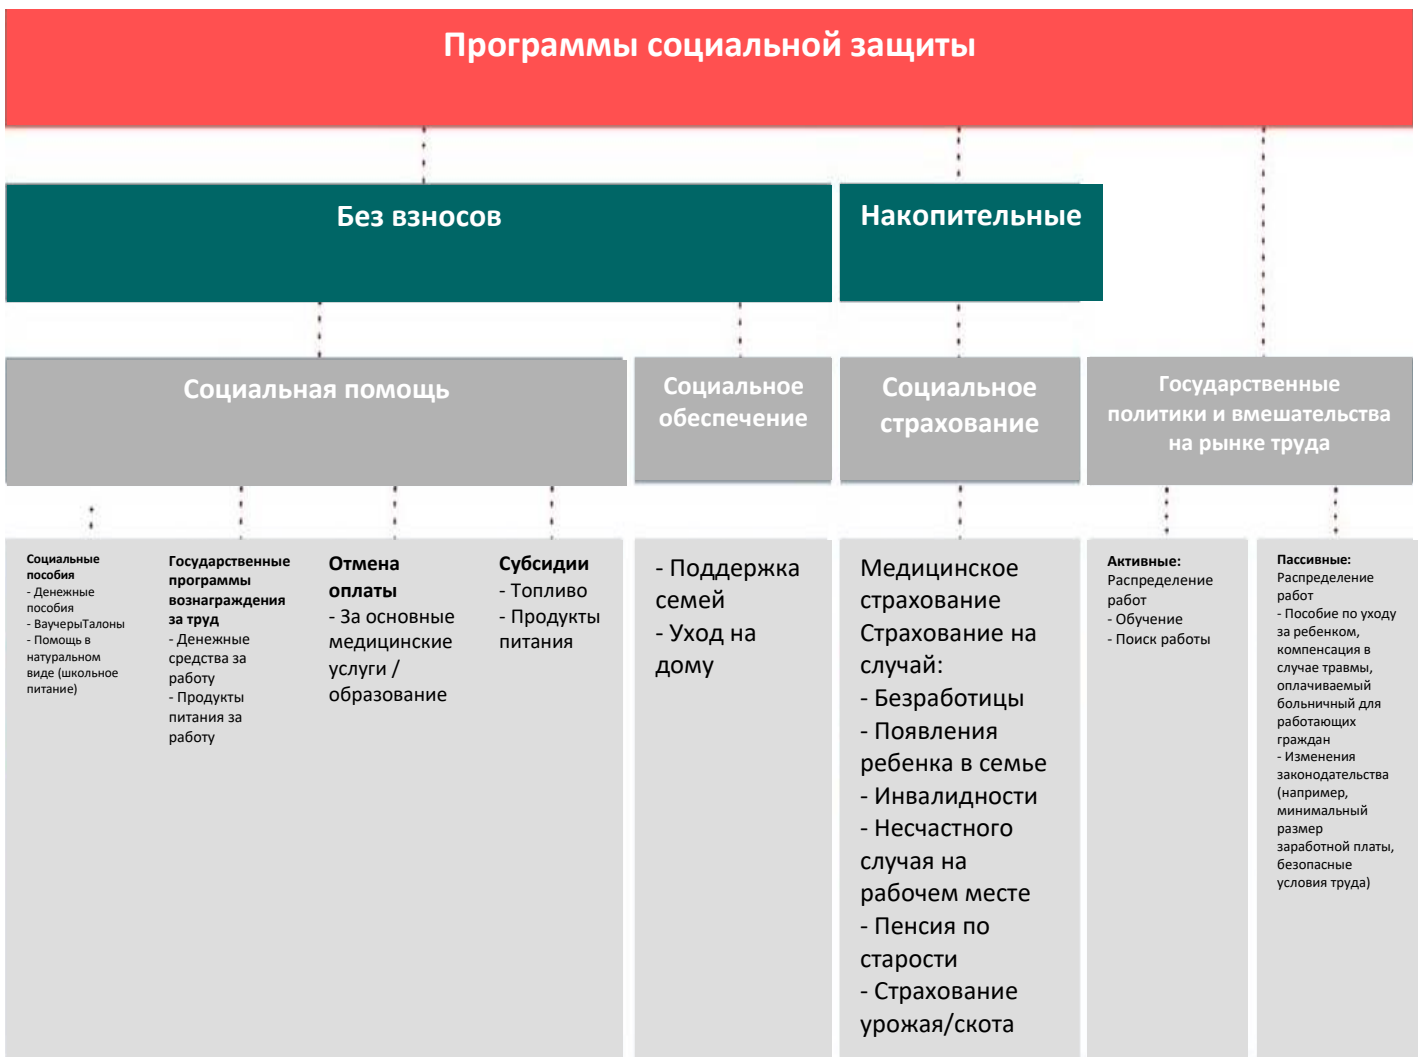 Программы социальной защиты
Без взносов
Накопительные
Социальная помощь
Социальное
обеспечение
Социальное
страхование
Государственные
политики и вмешательства
на рынке труда
Социальные
пособия
- Денежные
пособия
- ВаучерыТалоны
- Помощь в
натуральном
виде (школьное
питание)
Государственные
программы
вознаграждения
за труд
- Денежные
средства за
работу
- Продукты
питания за
работу
Отмена
оплаты
- За основные
медицинские
услуги /
образование
Субсидии
- Топливо
- Продукты
питания
- Поддержка
семей
- Уход на
дому
Медицинское
страхование
Страхование на
случай:
- Безработицы
- Появления
ребенка в семье
- Инвалидности
- Несчастного
случая на
рабочем месте
- Пенсия по
старости
- Страхование
урожая/скота
Активные:
Распределение
работ
- Обучение
- Поиск работы
Пассивные:
Распределение
работ
- Пособие по уходу
за ребенком,
компенсация в
случае травмы,
оплачиваемый
больничный для
работающих
граждан
- Изменения
законодательства
(например,
минимальный
размер
заработной платы,
безопасные
условия труда)